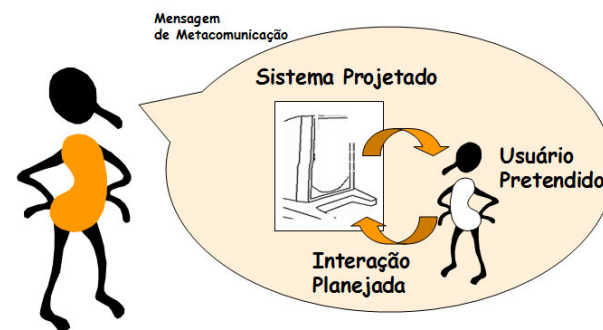 Mensagem
de Metacomunicação
Sistema Projetado
Usuário
Pretendido
Interação
Planejada